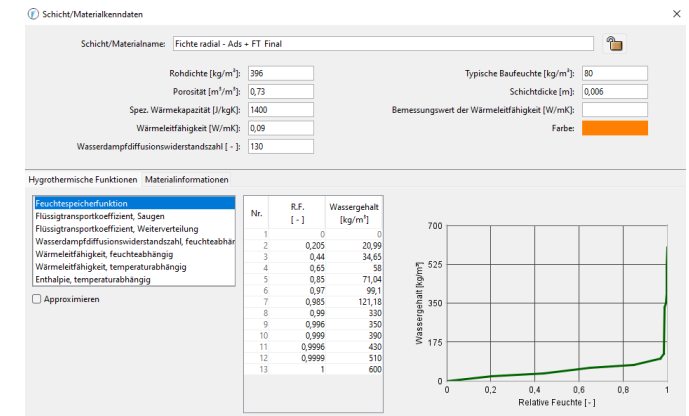 Schicht/Materialkenndaten
Schicht/Materialname: Fichte radial - Ads + FT Final
Rohdichte [kg/m³]: 396
Typische Baufeuchte [kg/m³]: 80
Porosität [m³/m³]: 0,73
Schichtdicke [m]: 0,006
Spez. Wärmekapazität [J/kgK]: 1400
Bemessungswert der Wärmeleitfähigkeit [W/mK]:
Wärmeleitfähigkeit [W/mK]: 0,09
Farbe:
Wasserdampfdiffusionswiderstandszahl [ - ]: 130
Hygrothermische Funktionen Materialinformationen
Feuchtespeicherfunktion
Flüssigtransportkoeffizient, Saugen
Flüssigtransportkoeffizient, Weiterverteilung
Wasserdampfdiffusionswiderstandszahl, feuchteabhär
Wärmeleitfähigkeit, feuchteabhängig
Wärmeleitfähigkeit, temperaturabhängig
Enthalpie, temperaturabhängig
Approximieren
Nr. R.F. [ - ] Wassergehalt [kg/m³]
1 0 0
2 0,205 20,99
3 0,44 34,65
4 0,65 58
5 0,85 71,04
6 0,97 99,1
7 0,985 121,18
8 0,99 330
9 0,996 350
10 0,999 390
11 0,9996 430
12 0,9999 510
13 1 600
Wassergehalt [kg/m³]
700
525
350
175
0
0 0,2 0,4 0,6 0,8 1
Relative Feuchte [ - ]